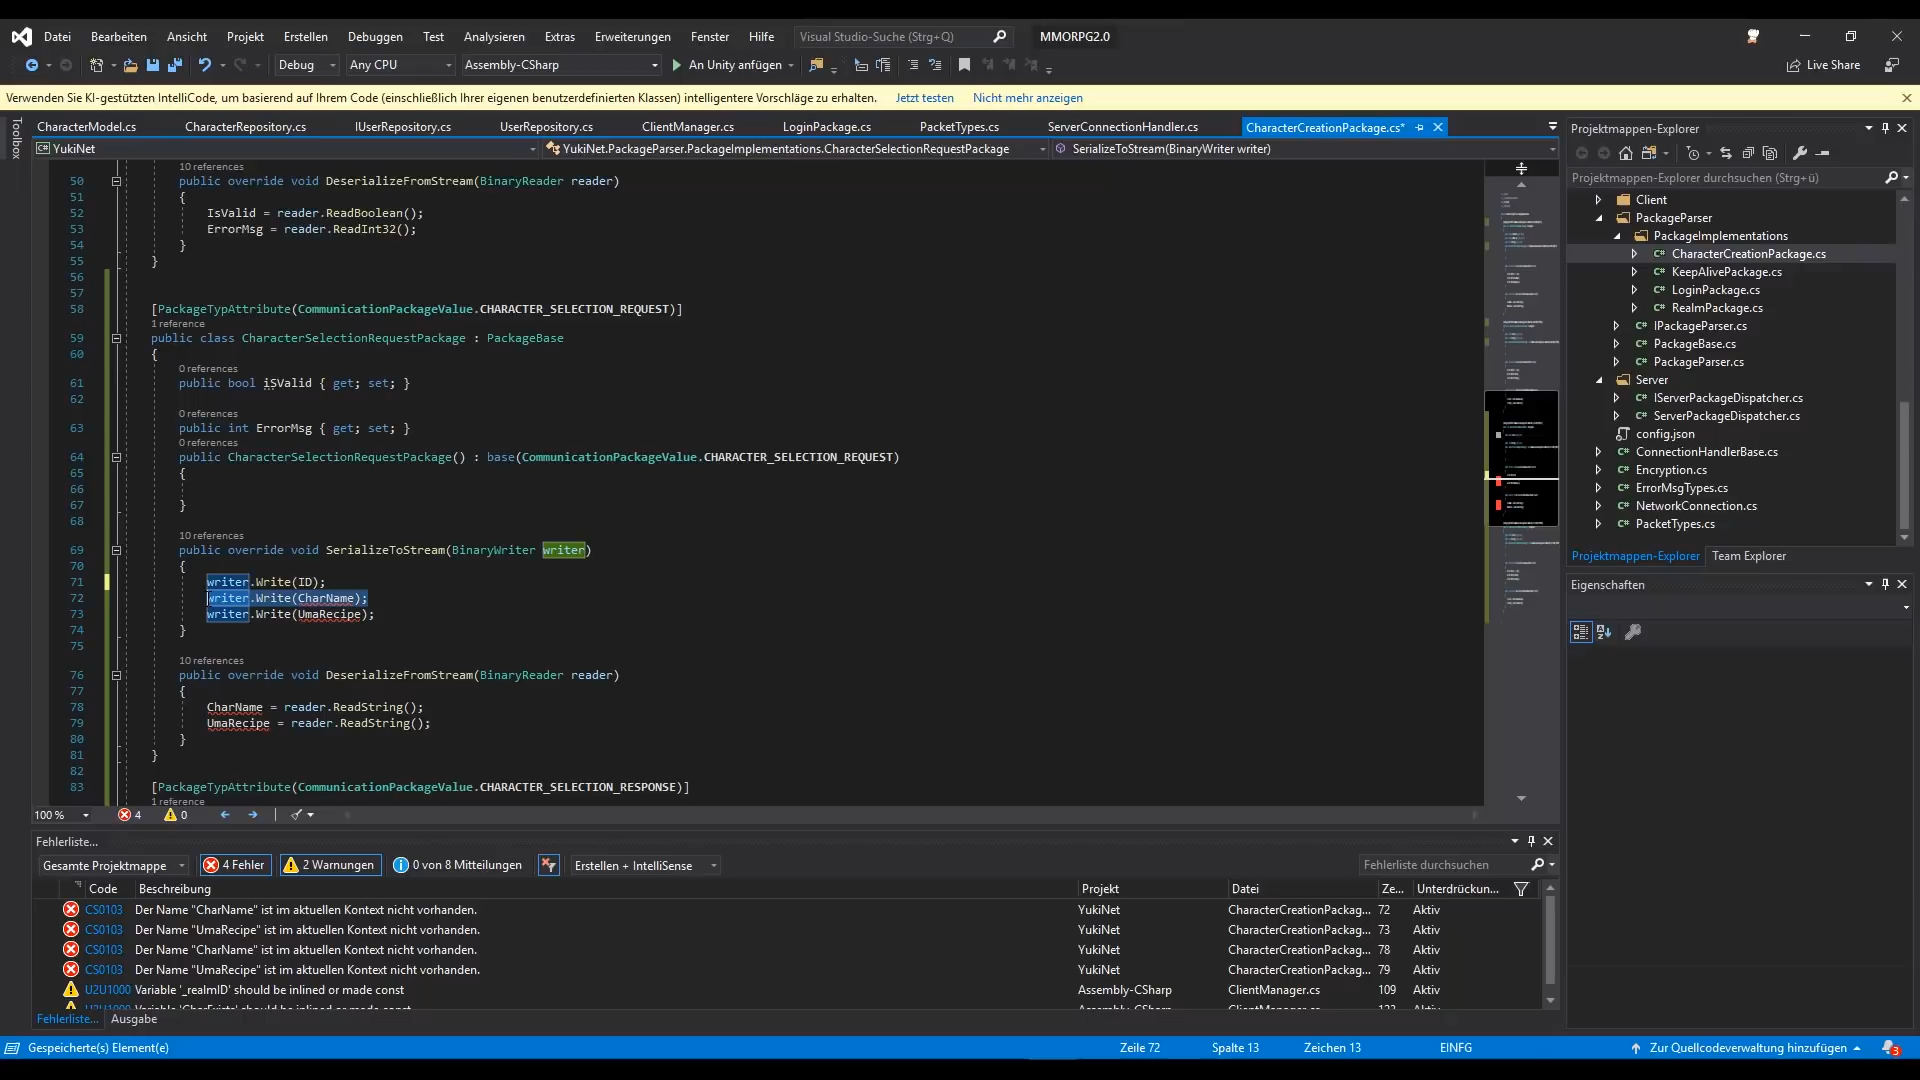 Datei Bearbeiten Ansicht Projekt Erstellen Debuggen Test Analysieren Extras Erweiterungen Fenster Hilfe Visual Studio-Suche (Strg+Q) MMORPG2.0
Debug Any CPU Assembly-CSharp An Unity anfügen Live Share
Verwenden Sie KI-gestützten IntelliCode, um basierend auf Ihrem Code (einschließlich Ihrer eigenen benutzerdefinierten Klassen) intelligentere Vorschläge zu erhalten. Jetzt testen Nicht mehr anzeigen
Toolbox
CharacterModel.cs CharacterRepository.cs IUserRepository.cs UserRepository.cs ClientManager.cs LoginPackage.cs PacketTypes.cs ServerConnectionHandler.cs CharacterCreationPackage.cs*
YukiNet YukiNet.PackageParser.PackageImplementations.CharacterSelectionRequestPackage SerializeToStream(BinaryWriter writer)
10 references
50 public override void DeserializeFromStream(BinaryReader reader)
51 {
52 IsValid = reader.ReadBoolean();
53 ErrorMsg = reader.ReadInt32();
54 }
55 }
56
57
58 [PackageTypAttribute(CommunicationPackageValue.CHARACTER_SELECTION_REQUEST)]
1 reference
59 public class CharacterSelectionRequestPackage : PackageBase
60 {
0 references
61 public bool iSValid { get; set; }
62
0 references
63 public int ErrorMsg { get; set; }
0 references
64 public CharacterSelectionRequestPackage() : base(CommunicationPackageValue.CHARACTER_SELECTION_REQUEST)
65 {
66
67 }
68
10 references
69 public override void SerializeToStream(BinaryWriter writer)
70 {
71 writer.Write(ID);
72 writer.Write(CharName);
73 writer.Write(UmaRecipe);
74 }
75
10 references
76 public override void DeserializeFromStream(BinaryReader reader)
77 {
78 CharName = reader.ReadString();
79 UmaRecipe = reader.ReadString();
80 }
81 }
82
83 [PackageTypAttribute(CommunicationPackageValue.CHARACTER_SELECTION_RESPONSE)]
1 reference
100 % 4 0
Projektmappen-Explorer
Projektmappen-Explorer durchsuchen (Strg+ü)
Client
PackageParser
PackageImplementations
C# CharacterCreationPackage.cs
C# KeepAlivePackage.cs
C# LoginPackage.cs
C# RealmPackage.cs
C# IPackageParser.cs
C# PackageBase.cs
C# PackageParser.cs
Server
C# IServerPackageDispatcher.cs
C# ServerPackageDispatcher.cs
config.json
C# ConnectionHandlerBase.cs
C# Encryption.cs
C# ErrorMsgTypes.cs
C# NetworkConnection.cs
C# PacketTypes.cs
Projektmappen-Explorer Team Explorer
Eigenschaften
Fehlerliste...
Gesamte Projektmappe 4 Fehler 2 Warnungen 0 von 8 Mitteilungen Erstellen + IntelliSense Fehlerliste durchsuchen
Code Beschreibung Projekt Datei Ze... Unterdrückun...
CS0103 Der Name "CharName" ist im aktuellen Kontext nicht vorhanden. YukiNet CharacterCreationPackag... 72 Aktiv
CS0103 Der Name "UmaRecipe" ist im aktuellen Kontext nicht vorhanden. YukiNet CharacterCreationPackag... 73 Aktiv
CS0103 Der Name "CharName" ist im aktuellen Kontext nicht vorhanden. YukiNet CharacterCreationPackag... 78 Aktiv
CS0103 Der Name "UmaRecipe" ist im aktuellen Kontext nicht vorhanden. YukiNet CharacterCreationPackag... 79 Aktiv
U2U1000 Variable '_realmID' should be inlined or made const Assembly-CSharp ClientManager.cs 109 Aktiv
Fehlerliste... Ausgabe
Gespeicherte(s) Element(e) Zeile 72 Spalte 13 Zeichen 13 EINFG Zur Quellcodeverwaltung hinzufügen 3